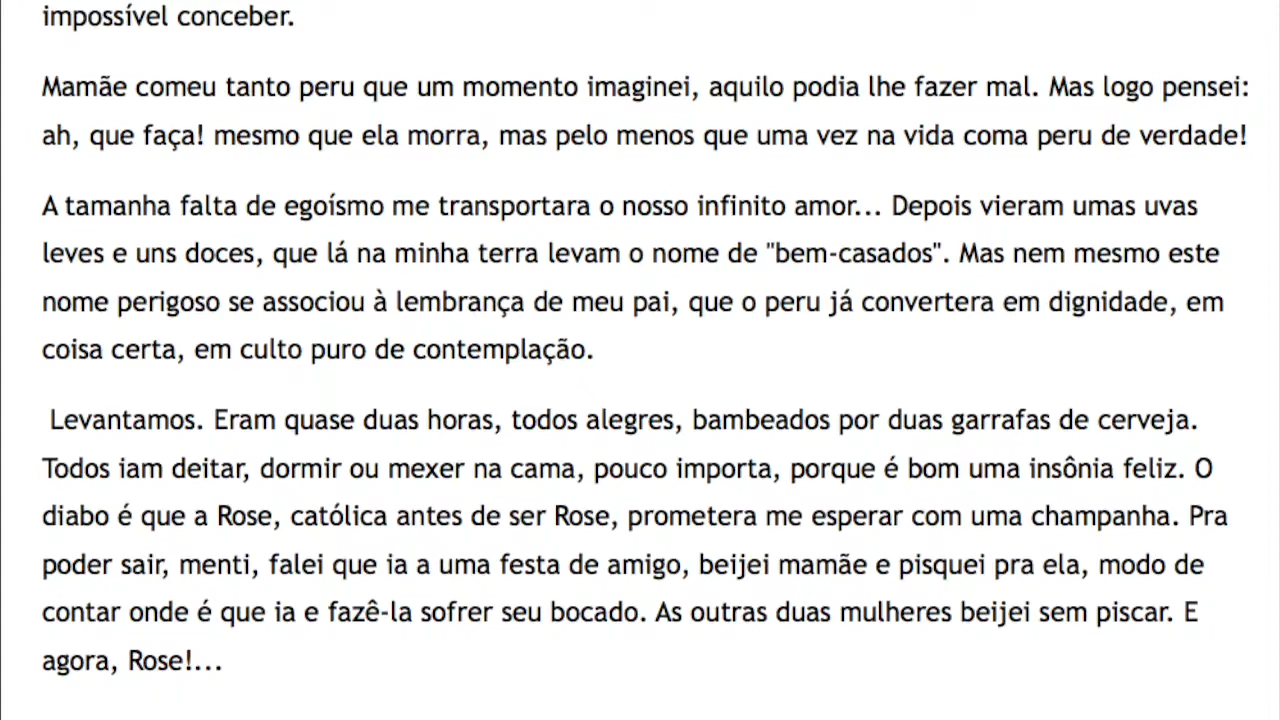 impossível conceber.
Mamãe comeu tanto peru que um momento imaginei, aquilo podia lhe fazer mal. Mas logo pensei:
ah, que faça! mesmo que ela morra, mas pelo menos que uma vez na vida coma peru de verdade!
A tamanha falta de egoísmo me transportara o nosso infinito amor... Depois vieram umas uvas
leves e uns doces, que lá na minha terra levam o nome de "bem-casados". Mas nem mesmo este
nome perigoso se associou à lembrança de meu pai, que o peru já convertera em dignidade, em
coisa certa, em culto puro de contemplação.
Levantamos. Eram quase duas horas, todos alegres, bambeados por duas garrafas de cerveja.
Todos iam deitar, dormir ou mexer na cama, pouco importa, porque é bom uma insônia feliz. O
diabo é que a Rose, católica antes de ser Rose, prometera me esperar com uma champanha. Pra
poder sair, menti, falei que ia a uma festa de amigo, beijei mamãe e pisquei pra ela, modo de
contar onde é que ia e fazê-la sofrer seu bocado. As outras duas mulheres beijei sem piscar. E
agora, Rose!...